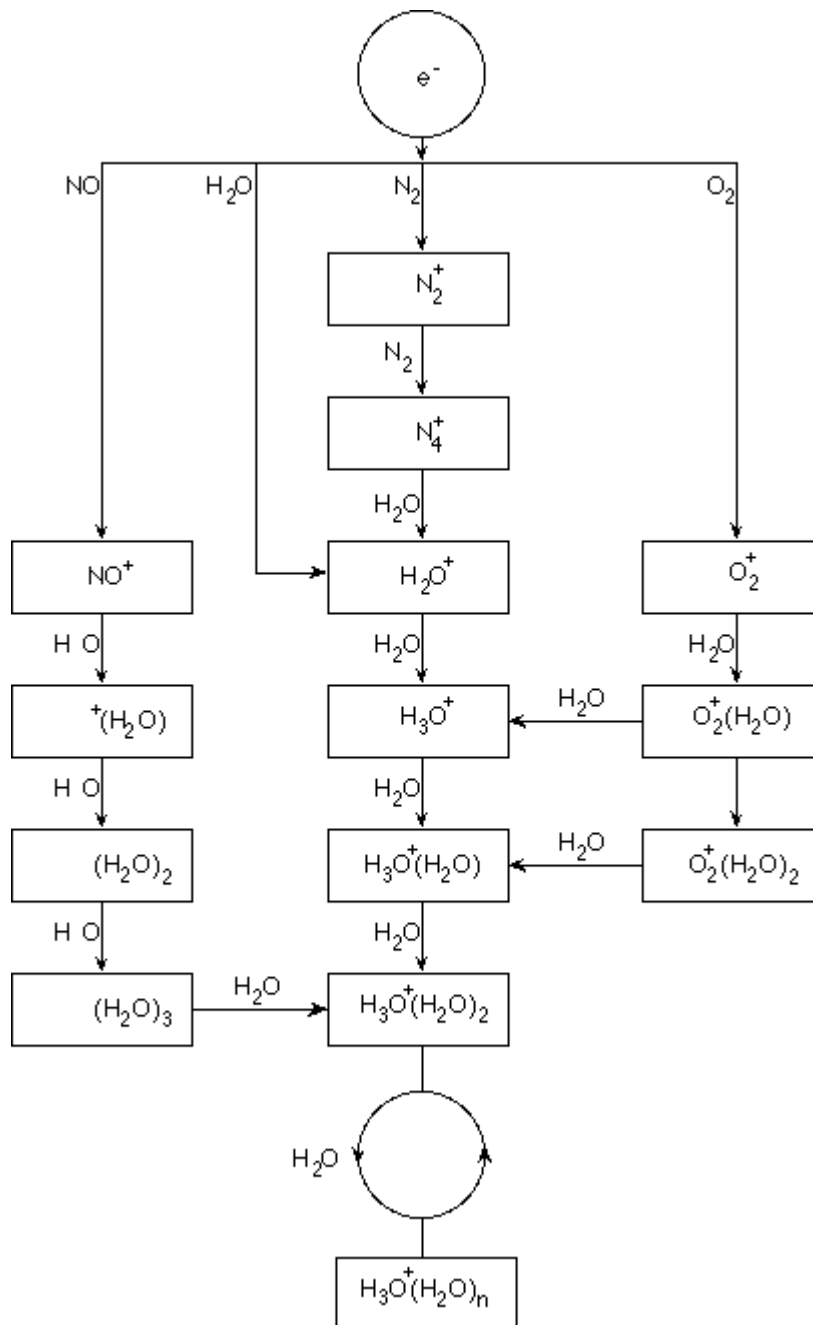 e⁻
NO H₂O N₂ O₂
N₂⁺
N₂
N₄⁺
H₂O
NO⁺ H₂O⁺ O₂⁺
H O H₂O H₂O
⁺(H₂O) H₃O⁺ H₂O O₂⁺(H₂O)
H O H₂O
(H₂O)₂ H₃O⁺(H₂O) H₂O O₂⁺(H₂O)₂
H O H₂O
(H₂O)₃ H₂O H₃O⁺(H₂O)₂
H₂O
H₃O⁺(H₂O)n